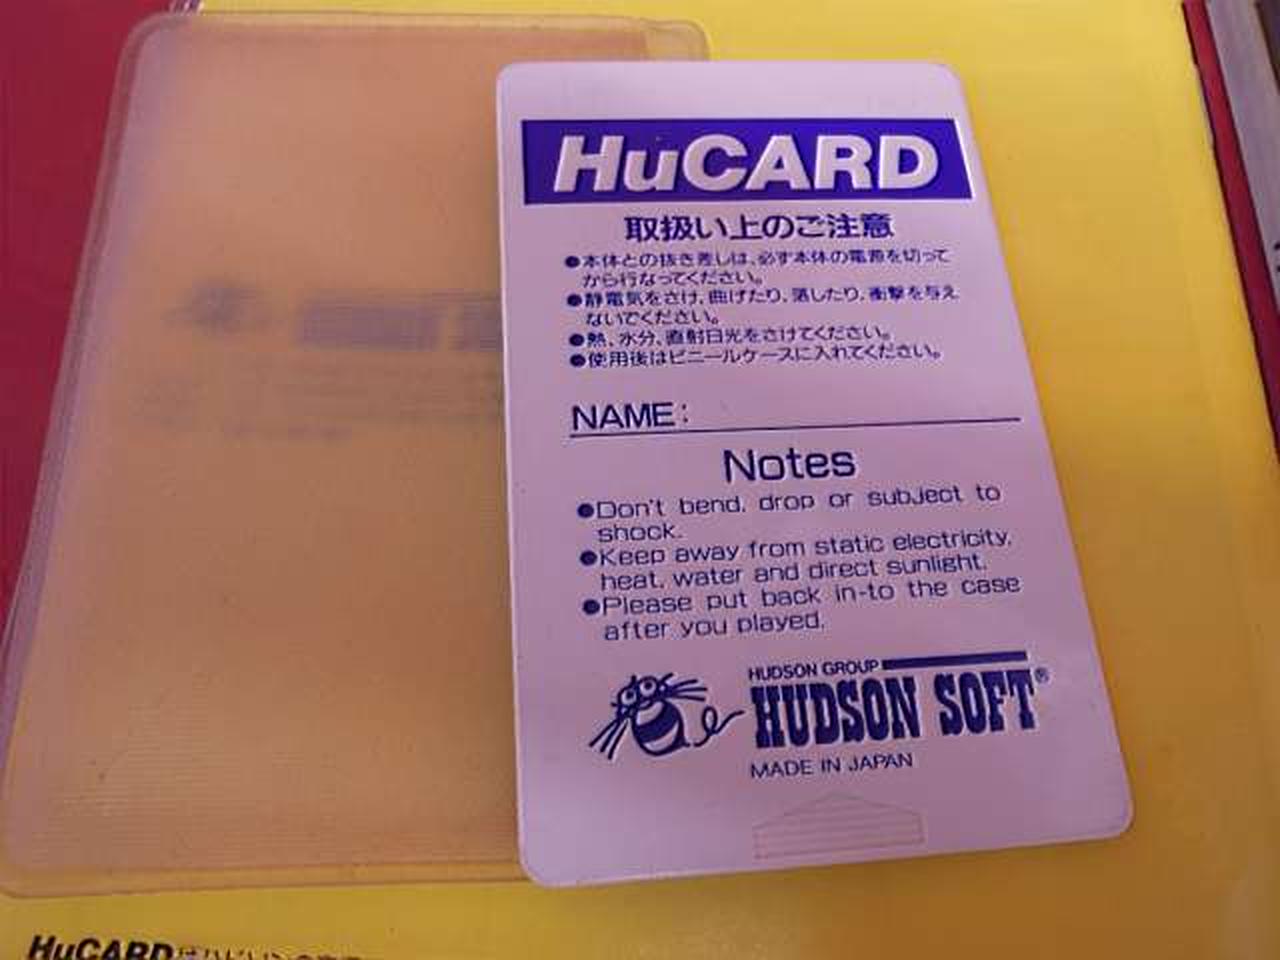 HuCARD
取扱い上のご注意
●本体との抜き差しは、必ず本体の電源を切って
から行なってください。
●静電気をさけ、曲げたり、落したり、衝撃を与え
ないでください。
●熱、水分、直射日光をさけてください。
●使用後はビニールケースに入れてください。
NAME:
Notes
●Don't bend, drop or subject to
shock.
●Keep away from static electricity,
heat, water and direct sunlight.
●Please put back in-to the case
after you played.
HUDSON GROUP
HUDSON SOFT®
MADE IN JAPAN
HuCARD